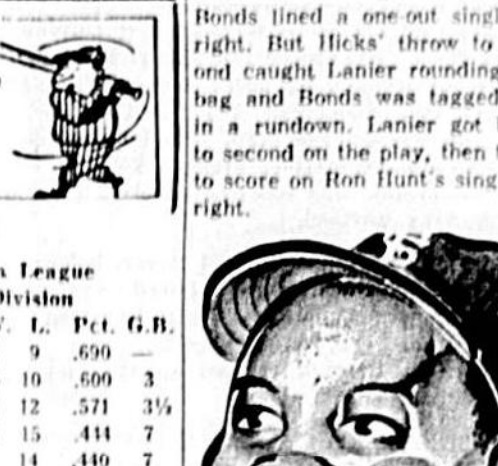 Bonds lined a one-out singl
right. But Hicks' throw to
ond caught Lanier rounding
bag and Bonds was tagged
in a rundown. Lanier got
to second on the play, then
to score on Ron Hunt's sing
right.
League
Division
L. Pct. G.B.
9 .690 —
10 .600 3
12 .571 3½
15 .444 7
14 .440 7